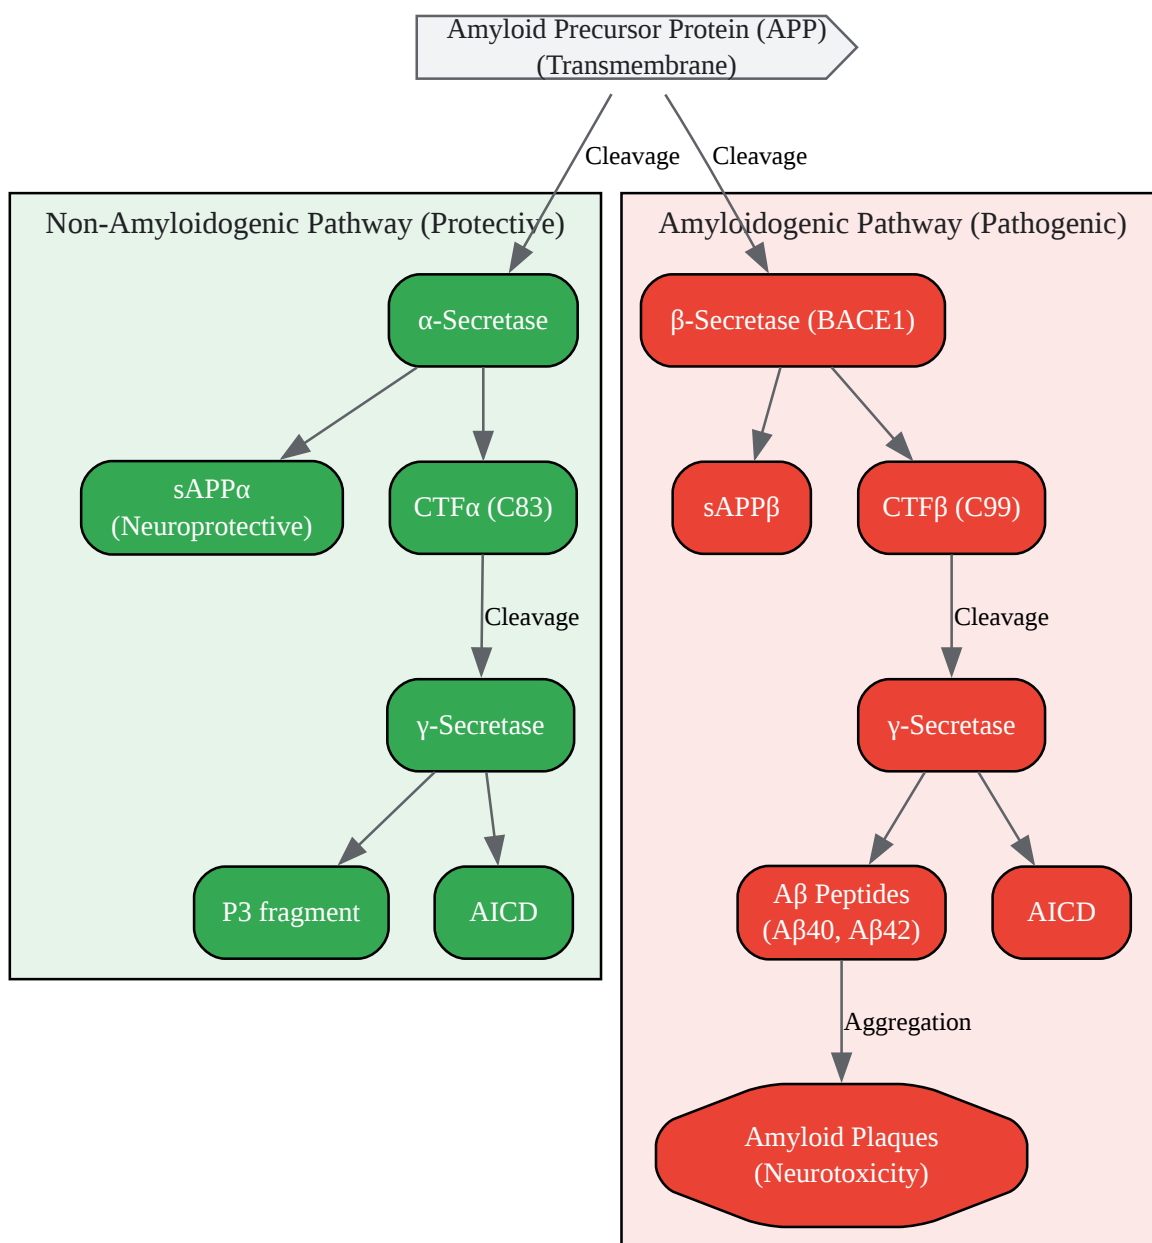 Amyloid Precursor Protein (APP)
(Transmembrane)
Cleavage
Cleavage
Non-Amyloidogenic Pathway (Protective)
α-Secretase
sAPPα
(Neuroprotective)
CTFα (C83)
Cleavage
γ-Secretase
P3 fragment
AICD
Amyloidogenic Pathway (Pathogenic)
β-Secretase (BACE1)
sAPPβ
CTFβ (C99)
Cleavage
γ-Secretase
Aβ Peptides
(Aβ40, Aβ42)
AICD
Aggregation
Amyloid Plaques
(Neurotoxicity)